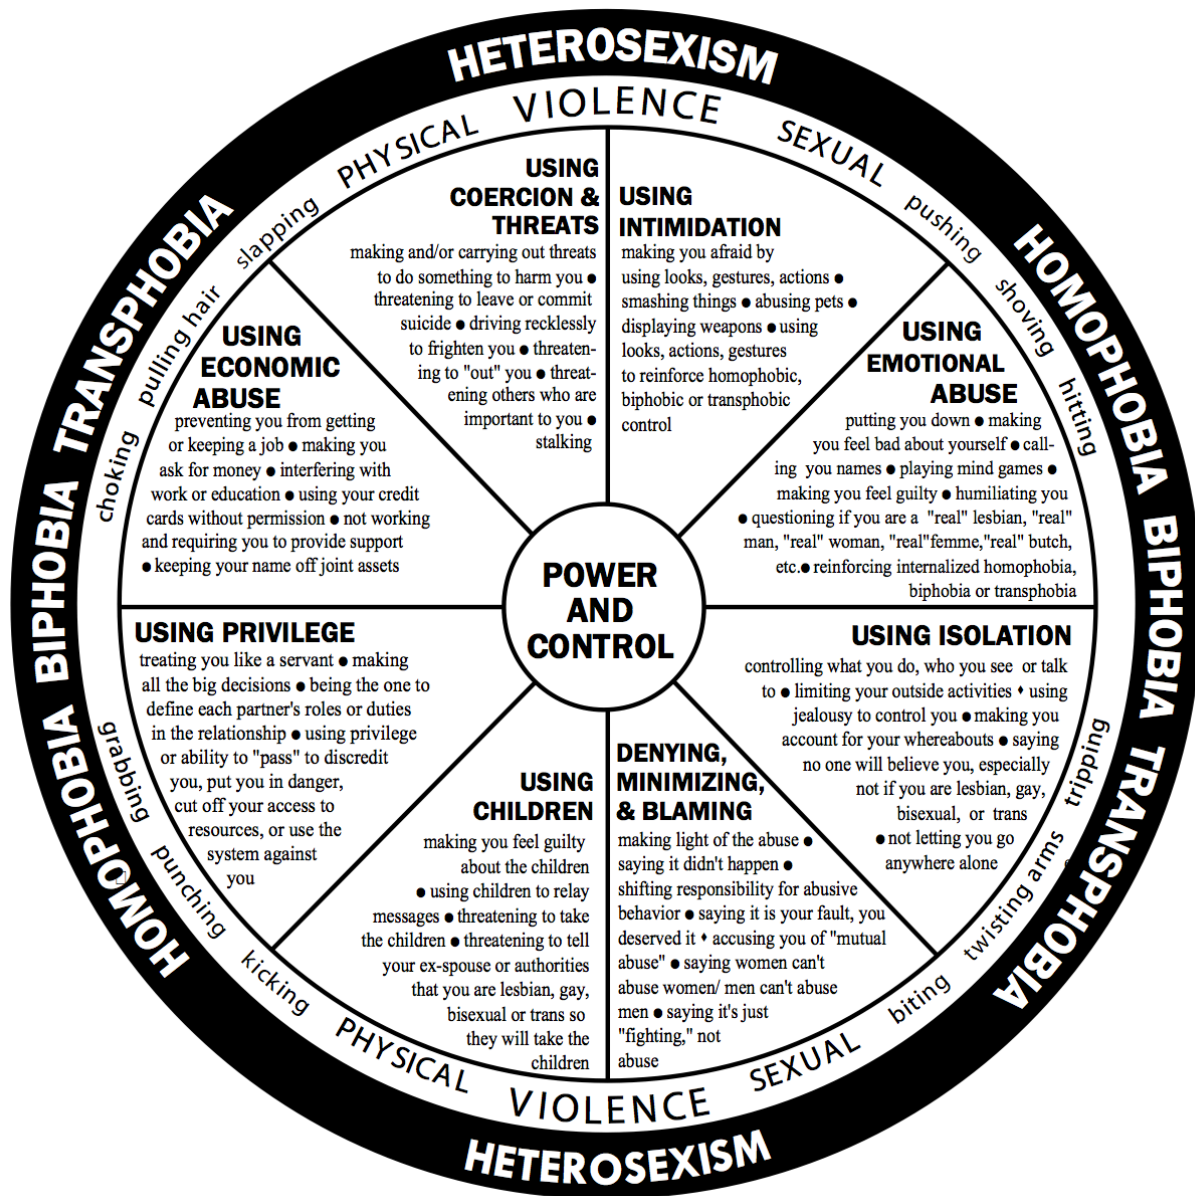 HETEROSEXISM
HOMOPHOBIA
BIPHOBIA
TRANSPHOBIA
HETEROSEXISM
HOMOPHOBIA
BIPHOBIA
TRANSPHOBIA
PHYSICAL VIOLENCE SEXUAL
pushing
shoving
hitting
tripping
twisting arms
biting
PHYSICAL VIOLENCE SEXUAL
kicking
punching
grabbing
choking
pulling hair
slapping
USING
COERCION &
THREATS
making and/or carrying out threats
to do something to harm you ●
threatening to leave or commit
suicide ● driving recklessly
to frighten you ● threaten-
ing to "out" you ● threat-
ening others who are
important to you ●
stalking
USING
INTIMIDATION
making you afraid by
using looks, gestures, actions ●
smashing things ● abusing pets ●
displaying weapons ● using
looks, actions, gestures
to reinforce homophobic,
biphobic or transphobic
control
USING
EMOTIONAL
ABUSE
putting you down ● making
you feel bad about yourself ● call-
ing you names ● playing mind games ●
making you feel guilty ● humiliating you
● questioning if you are a "real" lesbian, "real"
man, "real" woman, "real"femme,"real" butch,
etc.● reinforcing internalized homophobia,
biphobia or transphobia
USING ISOLATION
controlling what you do, who you see or talk
to ● limiting your outside activities ♦ using
jealousy to control you ● making you
account for your whereabouts ● saying
no one will believe you, especially
not if you are lesbian, gay,
bisexual, or trans
● not letting you go
anywhere alone
DENYING,
MINIMIZING,
& BLAMING
making light of the abuse ●
saying it didn't happen ●
shifting responsibility for abusive
behavior ● saying it is your fault, you
deserved it ♦ accusing you of "mutual
abuse" ● saying women can't
abuse women/ men can't abuse
men ● saying it's just
"fighting," not
abuse
USING
CHILDREN
making you feel guilty
about the children
● using children to relay
messages ● threatening to take
the children ● threatening to tell
your ex-spouse or authorities
that you are lesbian, gay,
bisexual or trans so
they will take the
children
USING PRIVILEGE
treating you like a servant ● making
all the big decisions ● being the one to
define each partner's roles or duties
in the relationship ● using privilege
or ability to "pass" to discredit
you, put you in danger,
cut off your access to
resources, or use the
system against
you
USING
ECONOMIC
ABUSE
preventing you from getting
or keeping a job ● making you
ask for money ● interfering with
work or education ● using your credit
cards without permission ● not working
and requiring you to provide support
● keeping your name off joint assets
POWER
AND
CONTROL